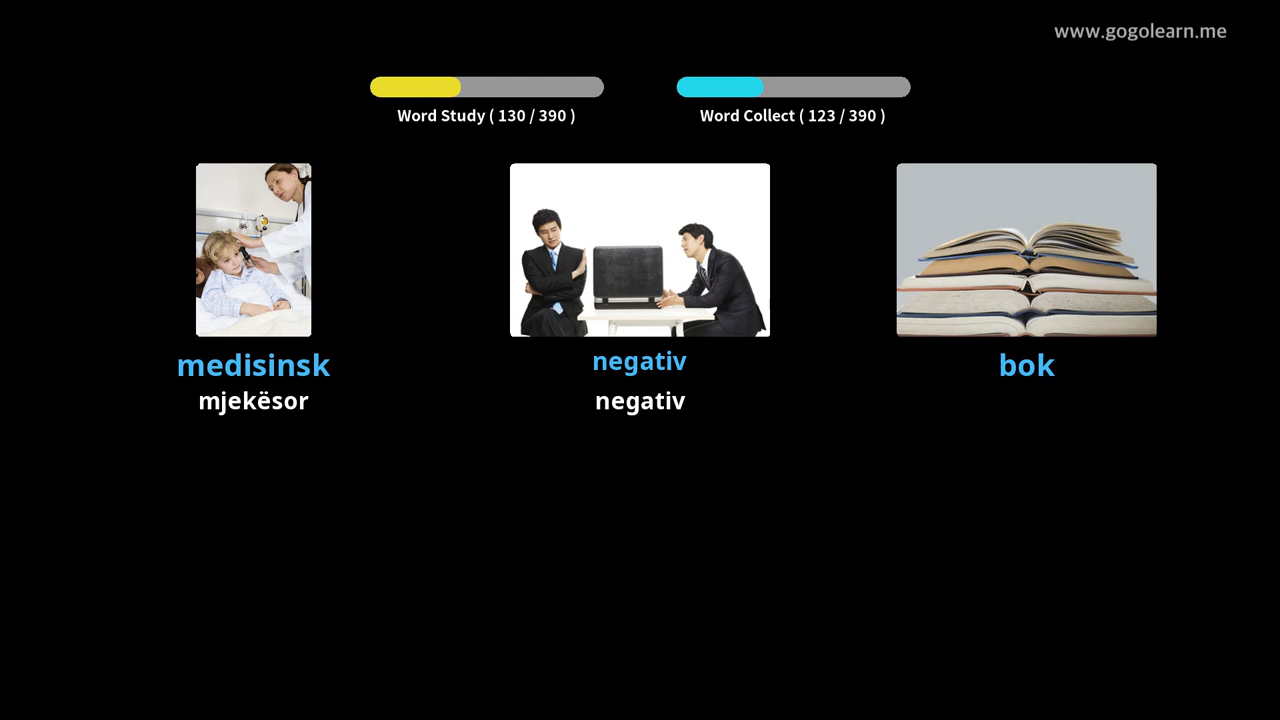 www.gogolearn.me
Word Study ( 130 / 390 )
Word Collect ( 123 / 390 )
medisinsk
mjekësor
negativ
negativ
bok